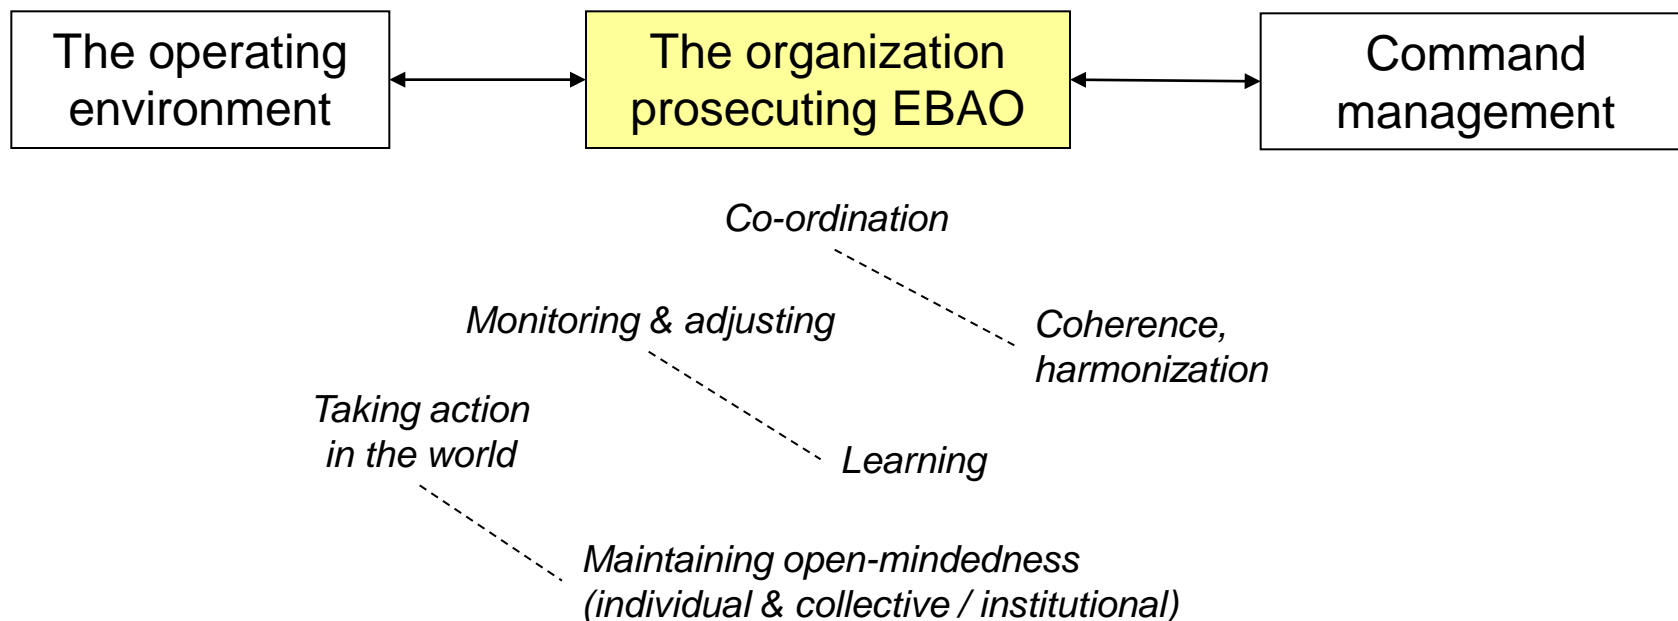 The operating
environment
The organization
prosecuting EBAO
Command
management
Co-ordination
Monitoring & adjusting
Coherence,
harmonization
Taking action
in the world
Learning
Maintaining open-mindedness
(individual & collective / institutional)